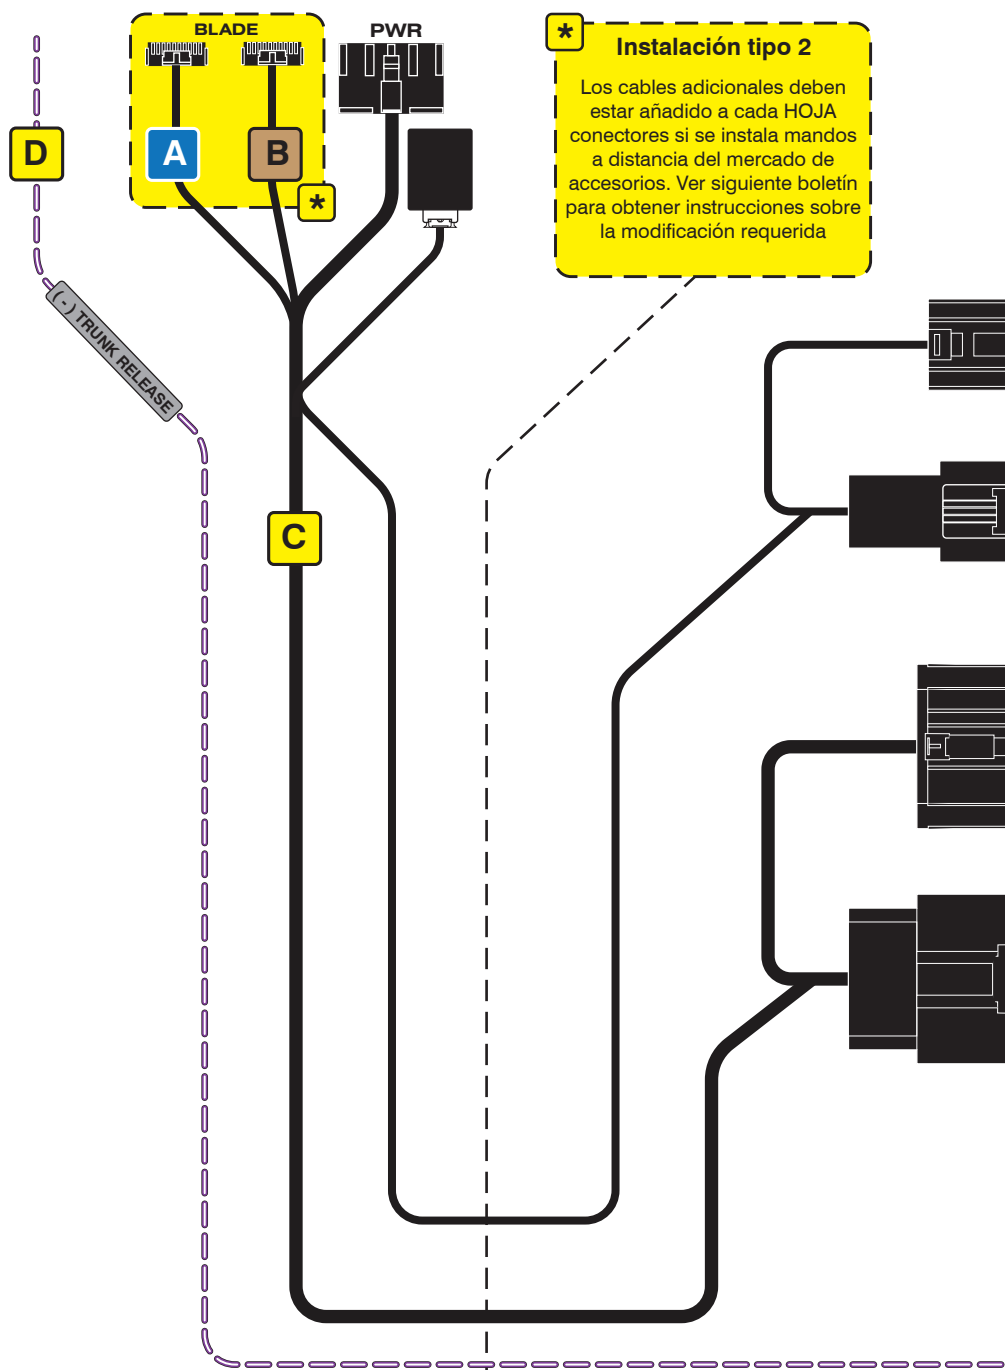 BLADE
PWR
*
Instalación tipo 2
Los cables adicionales deben
estar añadido a cada HOJA
conectores si se instala mandos
a distancia del mercado de
accesorios. Ver siguiente boletín
para obtener instrucciones sobre
la modificación requerida
D
A
B
*
( - ) TRUNK RELEASE
C